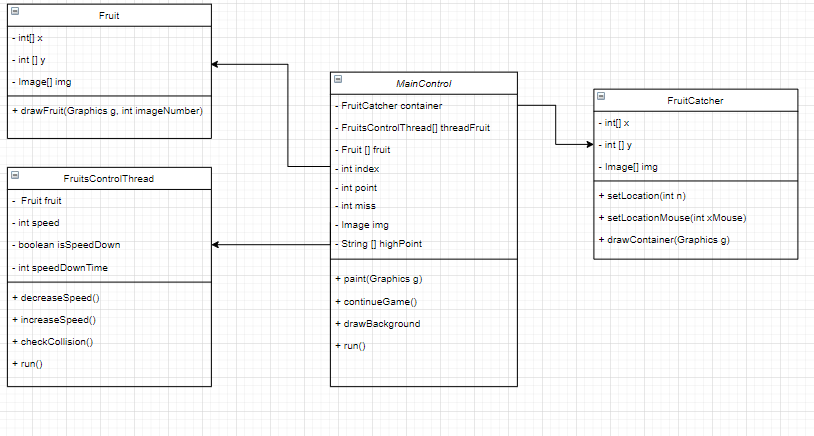 Fruit
- int[] x
- int [] y
- Image[] img
+ drawFruit(Graphics g, int imageNumber)
FruitsControlThread
- Fruit fruit
- int speed
- boolean isSpeedDown
- int speedDownTime
+ decreaseSpeed()
+ increaseSpeed()
+ checkCollision()
+ run()
MainControl
- FruitCatcher container
- FruitsControlThread[] threadFruit
- Fruit [] fruit
- int index
- int point
- int miss
- Image img
- String [] highPoint
+ paint(Graphics g)
+ continueGame()
+ drawBackground
+ run()
FruitCatcher
- int[] x
- int [] y
- Image[] img
+ setLocation(int n)
+ setLocationMouse(int xMouse)
+ drawContainer(Graphics g)